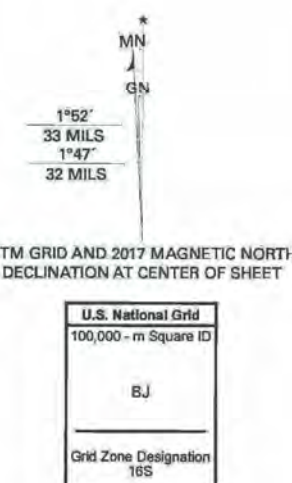 *
MN
GN
1°52´
33 MILS
1°47´
32 MILS
TM GRID AND 2017 MAGNETIC NORTH
DECLINATION AT CENTER OF SHEET
U.S. National Grid
100,000 - m Square ID
BJ
Grid Zone Designation
16S